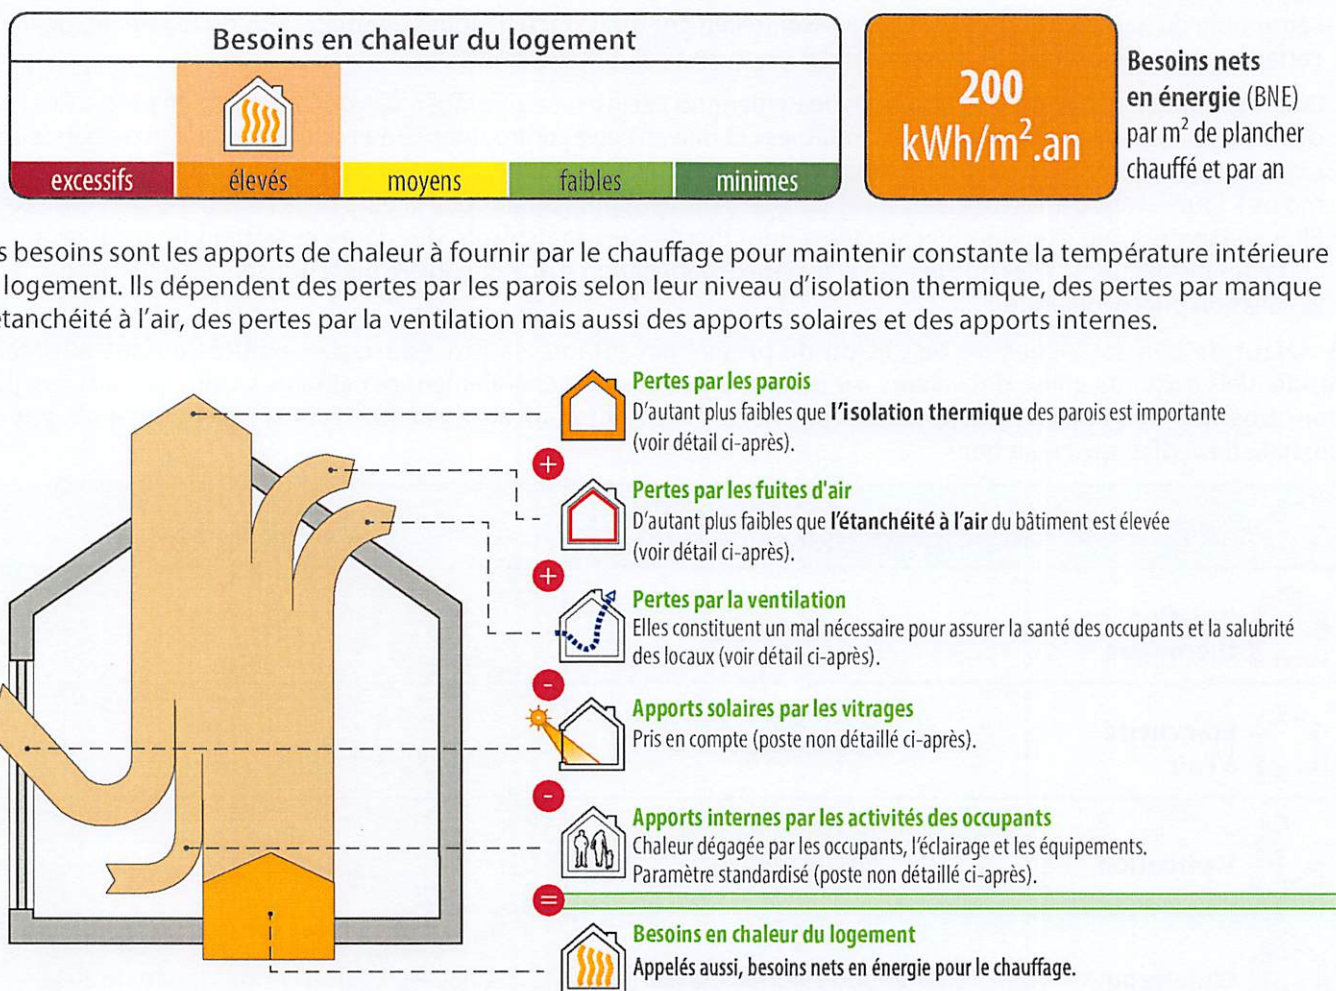 Besoins en chaleur du logement
excessifs
élevés
moyens
faibles
minimes
200
kWh/m².an
Besoins nets
en énergie (BNE)
par m² de plancher
chauffé et par an
s besoins sont les apports de chaleur à fournir par le chauffage pour maintenir constante la température intérieure
logement. Ils dépendent des pertes par les parois selon leur niveau d'isolation thermique, des pertes par manque
étanchéité à l'air, des pertes par la ventilation mais aussi des apports solaires et des apports internes.
Pertes par les parois
D'autant plus faibles que l'isolation thermique des parois est importante
(voir détail ci-après).
+
Pertes par les fuites d'air
D'autant plus faibles que l'étanchéité à l'air du bâtiment est élevée
(voir détail ci-après).
+
Pertes par la ventilation
Elles constituent un mal nécessaire pour assurer la santé des occupants et la salubrité
des locaux (voir détail ci-après).
-
Apports solaires par les vitrages
Pris en compte (poste non détaillé ci-après).
-
Apports internes par les activités des occupants
Chaleur dégagée par les occupants, l'éclairage et les équipements.
Paramètre standardisé (poste non détaillé ci-après).
=
Besoins en chaleur du logement
Appelés aussi, besoins nets en énergie pour le chauffage.